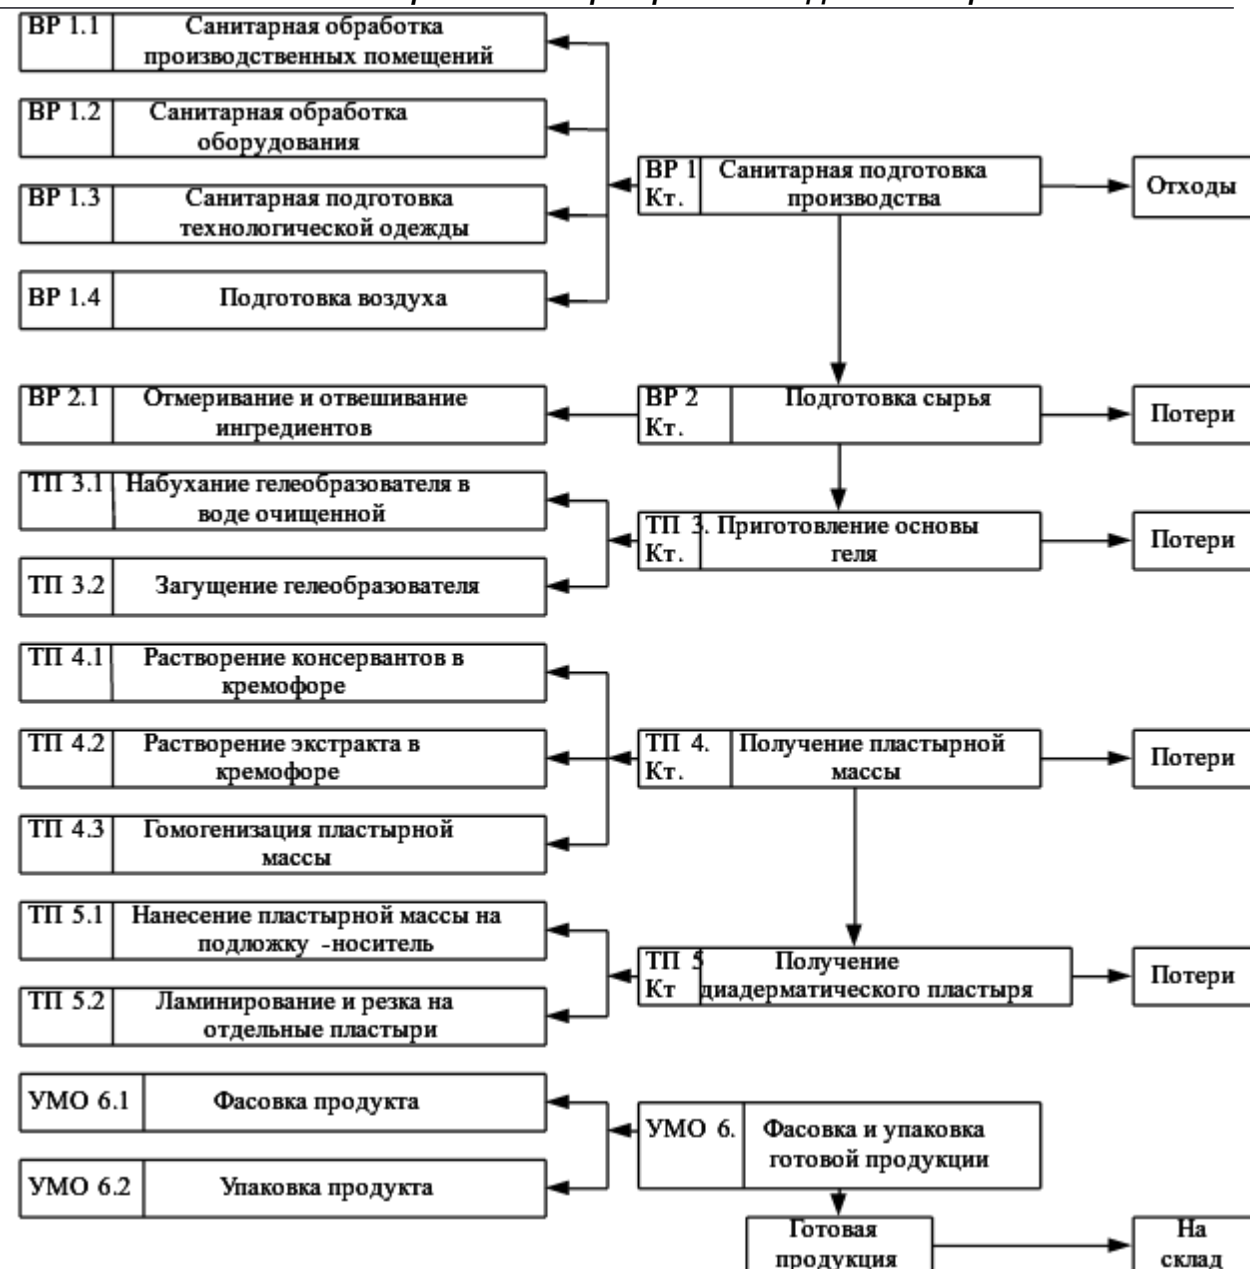 ВР 1.1
Санитарная обработка
производственных помещений
ВР 1.2
Санитарная обработка
оборудования
ВР 1.3
Санитарная подготовка
технологической одежды
ВР 1.4
Подготовка воздуха
ВР 1
Кт.
Санитарная подготовка
производства
Отходы
ВР 2.1
Отмеривание и отвешивание
ингредиентов
ВР 2
Кт.
Подготовка сырья
Потери
ТП 3.1
Набухание гелеобразователя в
воде очищенной
ТП 3.2
Загущение гелеобразователя
ТП 3.
Кт.
Приготовление основы
геля
Потери
ТП 4.1
Растворение консервантов в
кремофоре
ТП 4.2
Растворение экстракта в
кремофоре
ТП 4.3
Гомогенизация пластырной
массы
ТП 4.
Кт.
Получение пластырной
массы
Потери
ТП 5.1
Нанесение пластырной массы на
подложку -носитель
ТП 5.2
Ламинирование и резка на
отдельные пластыри
ТП 5
Кт
Получение
диадерматического пластыря
Потери
УМО 6.1
Фасовка продукта
УМО 6.2
Упаковка продукта
УМО 6.
Фасовка и упаковка
готовой продукции
Готовая
продукция
На
склад